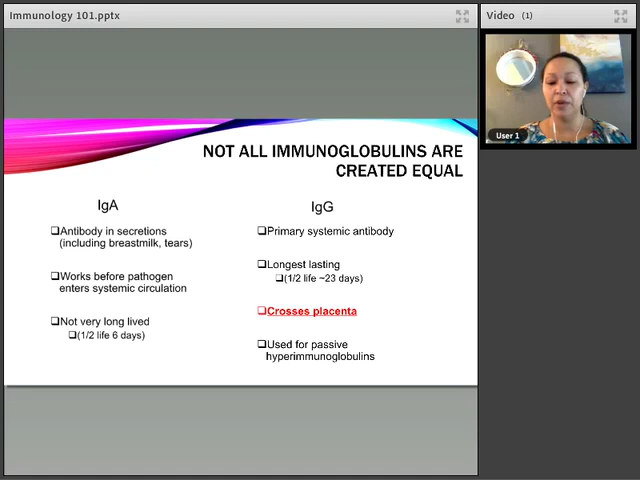 Immunology 101.pptx
Video (1)
User 1
NOT ALL IMMUNOGLOBULINS ARE
CREATED EQUAL
IgA
Antibody in secretions
(including breastmilk, tears)
Works before pathogen
enters systemic circulation
Not very long lived
(1/2 life 6 days)
IgG
Primary systemic antibody
Longest lasting
(1/2 life ~23 days)
Crosses placenta
Used for passive
hyperimmunoglobulins